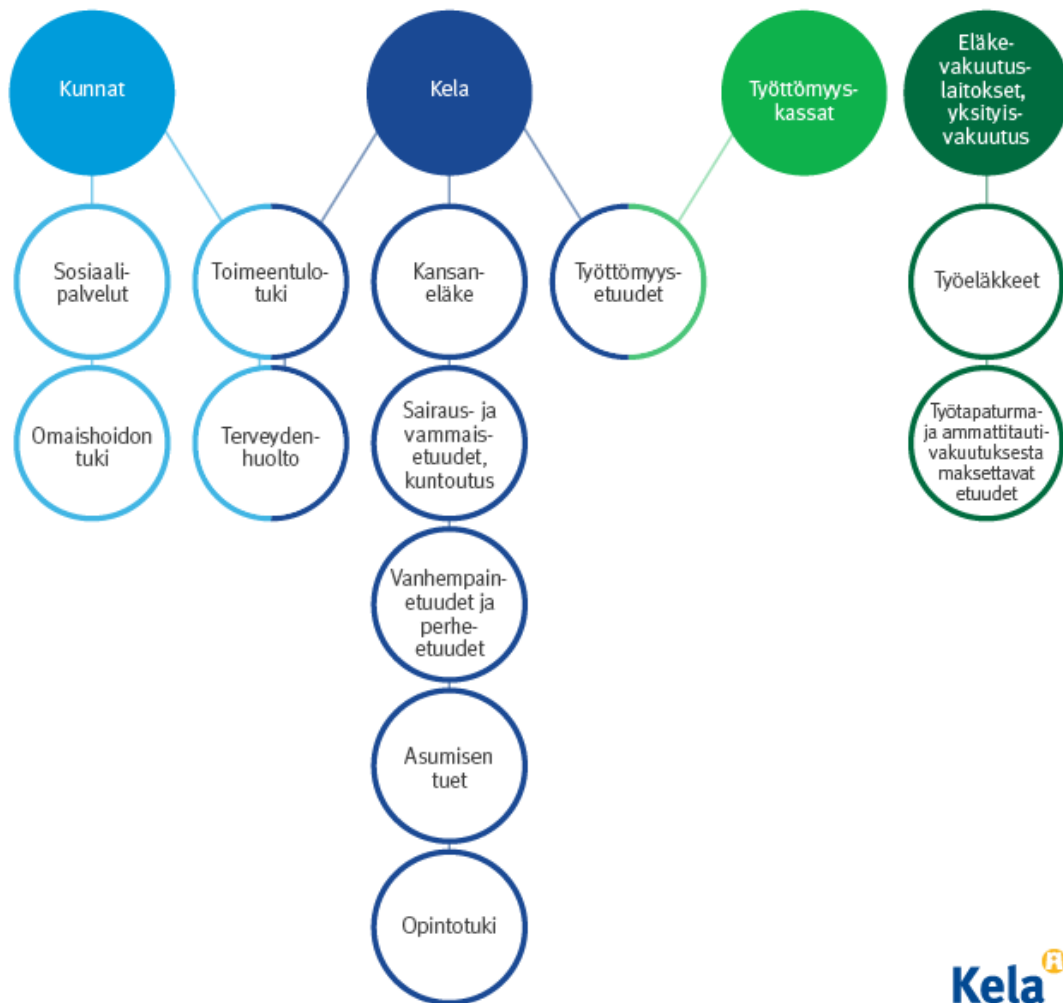 Kunnat
Kela
Työttömyys-
kassat
Eläke-
vakuutus-
laitokset,
yksityis-
vakuutus
Sosiaali-
palvelut
Toimeentulo-
tuki
Kansan-
eläke
Työttömyys-
etuudet
Työeläkkeet
Omaishoidon
tuki
Terveyden-
huolto
Sairaus- ja
vammais-
etuudet,
kuntoutus
Työtapaturma-
ja ammattitauti-
vakuutuksesta
maksettavat
etuudet
Vanhempain-
etuudet ja
perhe-
etuudet
Asumisen
tuet
Opintotuki
Kela